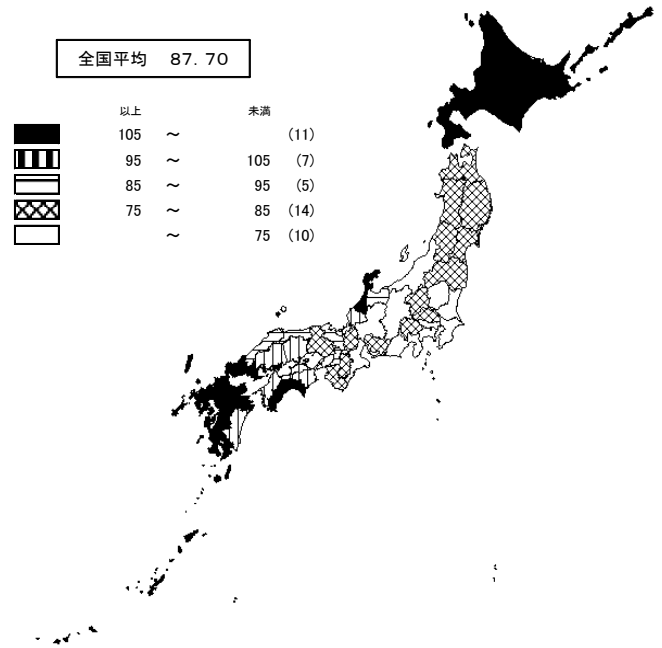 全国平均　８７．７０
以上　未満
105　～　（11）
95　～　105　（7）
85　～　95　（5）
75　～　85　（14）
～　75　（10）